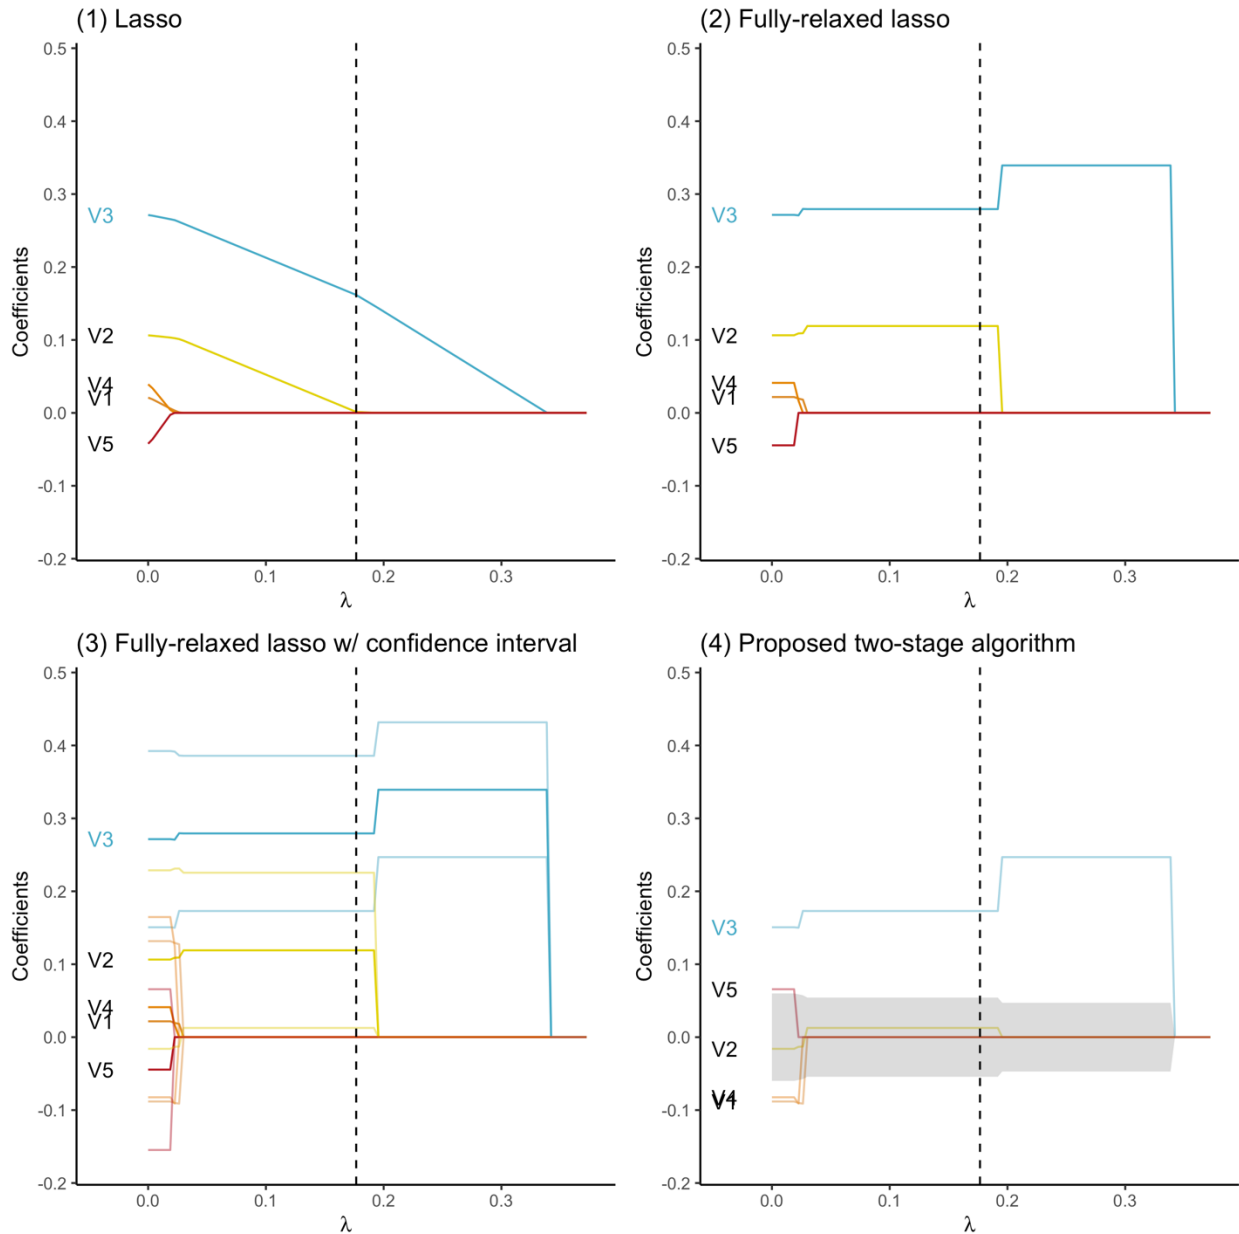 (1) Lasso
0.5
0.4
0.3
0.2
0.1
0.0
-0.1
-0.2
Coefficients
V3
V2
V4
V1
V5
0.0 0.1 0.2 0.3
λ
(2) Fully-relaxed lasso
0.5
0.4
0.3
0.2
0.1
0.0
-0.1
-0.2
Coefficients
V3
V2
V4
V1
V5
0.0 0.1 0.2 0.3
λ
(3) Fully-relaxed lasso w/ confidence interval
0.5
0.4
0.3
0.2
0.1
0.0
-0.1
-0.2
Coefficients
V3
V2
V4
V1
V5
0.0 0.1 0.2 0.3
λ
(4) Proposed two-stage algorithm
0.5
0.4
0.3
0.2
0.1
0.0
-0.1
-0.2
Coefficients
V3
V5
V2
V4
V1
0.0 0.1 0.2 0.3
λ